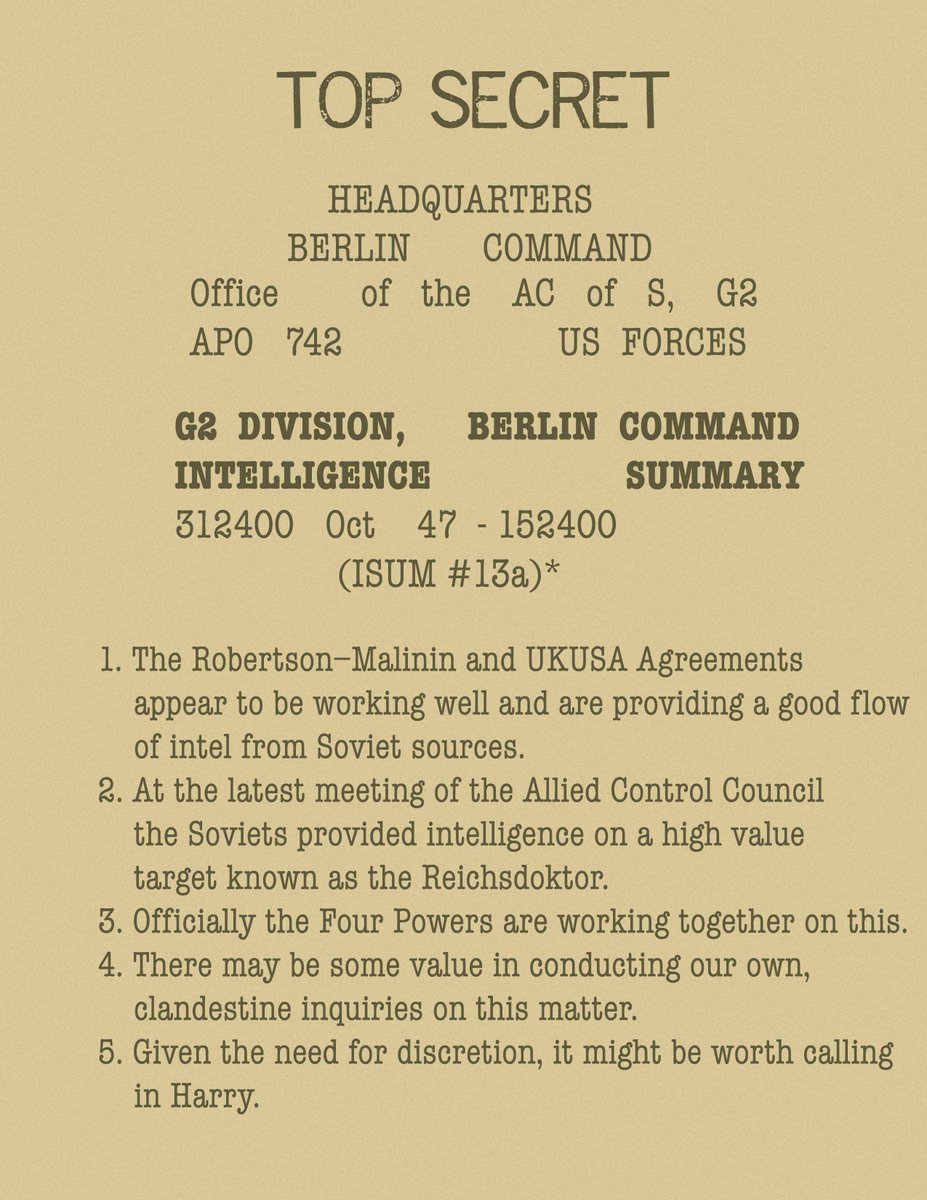 TOP SECRET
HEADQUARTERS
BERLIN COMMAND
Office of the AC of S, G2
APO 742 US FORCES
G2 DIVISION, BERLIN COMMAND
INTELLIGENCE SUMMARY
312400 Oct 47 - 152400
(ISUM #13a)*
1. The Robertson–Malinin and UKUSA Agreements
appear to be working well and are providing a good flow
of intel from Soviet sources.
2. At the latest meeting of the Allied Control Council
the Soviets provided intelligence on a high value
target known as the Reichsdoktor.
3. Officially the Four Powers are working together on this.
4. There may be some value in conducting our own,
clandestine inquiries on this matter.
5. Given the need for discretion, it might be worth calling
in Harry.